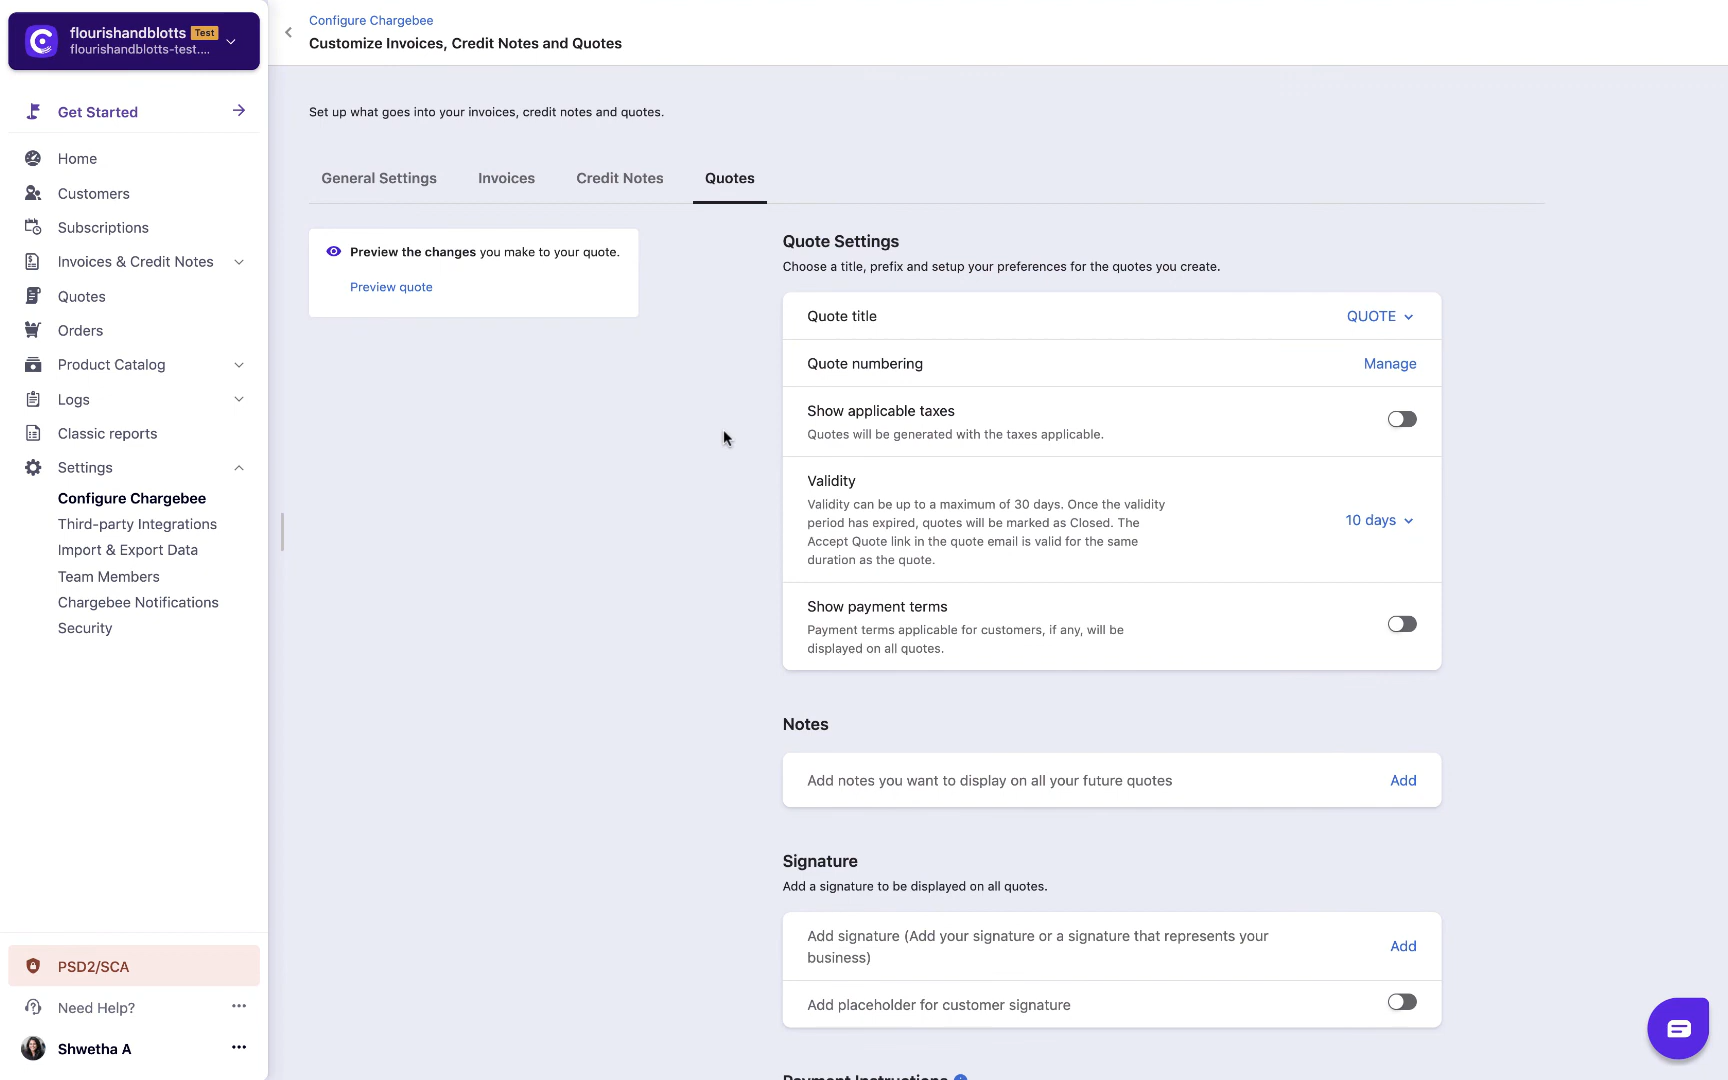 flourishandblotts Test
flourishandblotts-test....
Get Started
Home
Customers
Subscriptions
Invoices & Credit Notes
Quotes
Orders
Product Catalog
Logs
Classic reports
Settings
Configure Chargebee
Third-party Integrations
Import & Export Data
Team Members
Chargebee Notifications
Security
PSD2/SCA
Need Help?
Shwetha A
Configure Chargebee
Customize Invoices, Credit Notes and Quotes
Set up what goes into your invoices, credit notes and quotes.
General Settings
Invoices
Credit Notes
Quotes
Preview the changes you make to your quote.
Preview quote
Quote Settings
Choose a title, prefix and setup your preferences for the quotes you create.
Quote title
QUOTE
Quote numbering
Manage
Show applicable taxes
Quotes will be generated with the taxes applicable.
Validity
Validity can be up to a maximum of 30 days. Once the validity
period has expired, quotes will be marked as Closed. The
Accept Quote link in the quote email is valid for the same
duration as the quote.
10 days
Show payment terms
Payment terms applicable for customers, if any, will be
displayed on all quotes.
Notes
Add notes you want to display on all your future quotes
Add
Signature
Add a signature to be displayed on all quotes.
Add signature (Add your signature or a signature that represents your
business)
Add
Add placeholder for customer signature
Payment Instructions